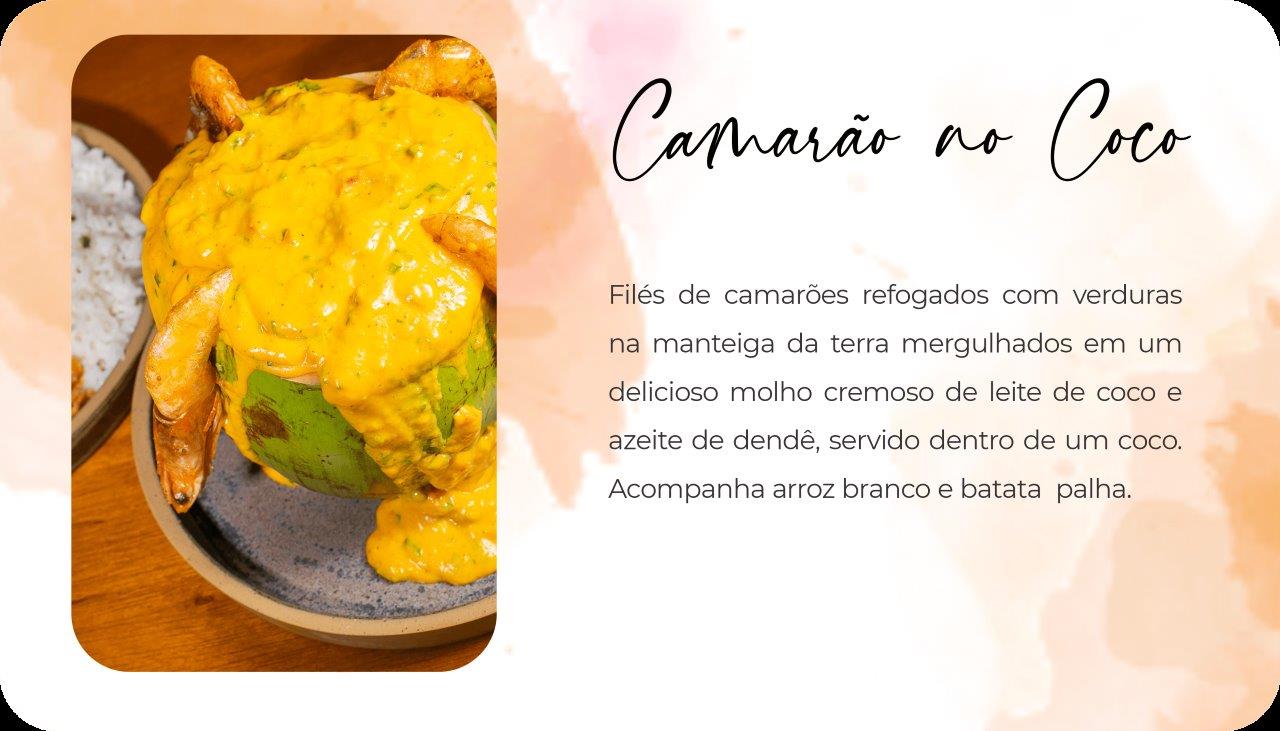 Camarão no Coco
Filés de camarões refogados com verduras
na manteiga da terra mergulhados em um
delicioso molho cremoso de leite de coco e
azeite de dendê, servido dentro de um coco.
Acompanha arroz branco e batata palha.